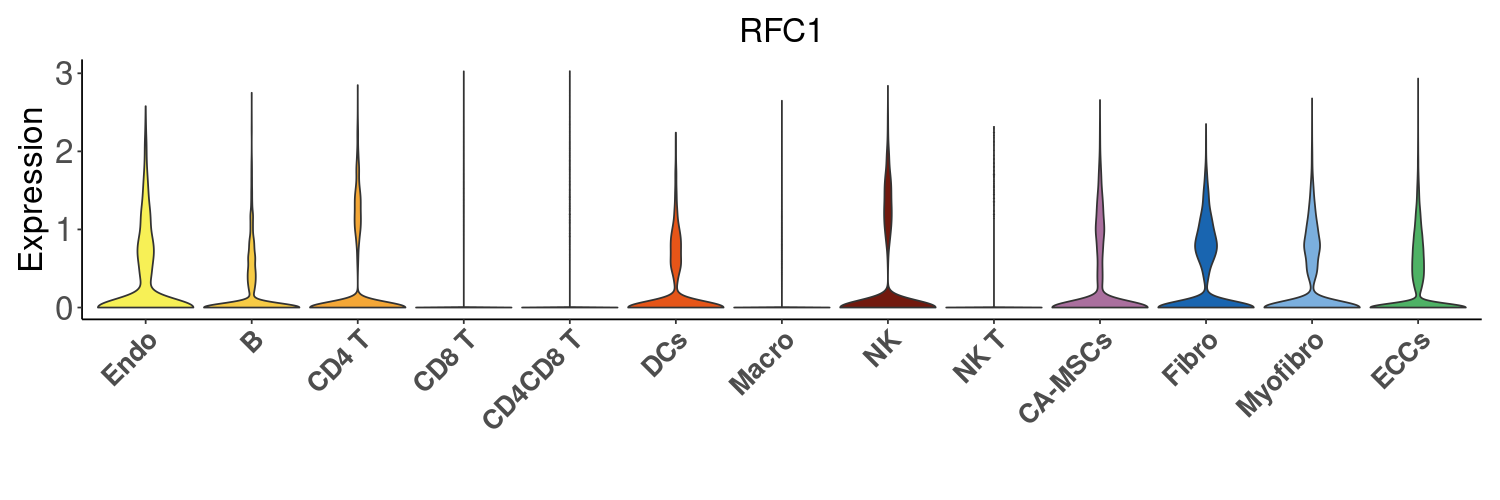 RFC1
Expression
3
2
1
0
Endo
B
CD4 T
CD8 T
CD4CD8 T
DCs
Macro
NK
NK T
CA-MSCs
Fibro
Myofibro
ECCs